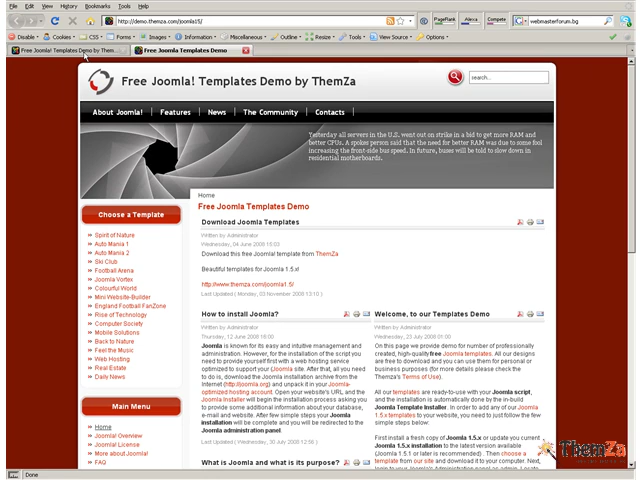 File Edit View History Bookmarks Tools Help
http://demo.themza.com/joomla15/
PageRank Alexa Compete
webmasterforum.bg
Disable Cookies CSS Forms Images Information Miscellaneous Outline Resize Tools View Source Options
Free Joomla! Templates Demo by Them...
Free Joomla Templates Demo
Free Joomla! Templates Demo by ThemZa
search...
About Joomla! Features News The Community Contacts
Yesterday all servers in the U.S. went out on strike in a bid to get more RAM and
better CPUs. A spokes person said that the need for better RAM was due to some fool
increasing the front-side bus speed. In future, buses will be told to slow down in
residential motherboards.
Choose a Template
Spirit of Nature
Auto Mania 1
Auto Mania 2
Ski Club
Football Arena
Joomla Vortex
Colourful World
Mini Website-Builder
England Football FanZone
Rise of Technology
Computer Society
Mobile Solutions
Back to Nature
Feel the Music
Web Hosting
Real Estate
Daily News
Main Menu
Home
Joomla! Overview
Joomla! License
More about Joomla!
FAQ
Home
Free Joomla Templates Demo
Download Joomla Templates
Written by Administrator
Wednesday, 04 June 2008 18:03
Download this free Joomla! template from ThemZa
Beautiful templates for Joomla 1.5.x!
http://www.themza.com/joomla1.5/
Last Updated ( Monday, 03 November 2008 13:10 )
How to install Joomla?
Written by Administrator
Thursday, 12 June 2008 16:00
Joomla is known for its easy and intuitive management and
administration. However, for the installation of the script you
need to provide yourself first with a web hosting service
optimized to support your iJoomla site. After that, all you need
to do is, download the Joomla installation archive from the
Internet (http://joomla.org) and unpack it in your Joomla-
optimized hosting account. Open your website's URL, and the
Joomla Installer will begin the installation process asking you
to provide some additional information about your database,
e-mail and website. After few simple steps your Joomla
installation will be complete and you will be redirected to the
Joomla administration panel.
Last Updated ( Wednesday, 30 July 2008 12:56 )
What is Joomla and what is its purpose?
Welcome, to our Templates Demo
Written by Administrator
Wednesday, 23 July 2008 01:00
On this page we provide demo for number of professionally
created, high-quality free Joomla templates. All our designs
are free to download and you can use them for personal or
business purposes (for more details please check the
Themza's Terms of Use).
All our templates are ready-to-use with your Joomla script,
and the installation is done automatically by the in-build
Joomla Template Installer. In order to add any of our Joomla
1.5.x templates to your website, you need to just follow the
simple steps below:
First install a fresh copy of Joomla 1.5.x or update you current
Joomla 1.5.x installation to the latest version available
(Joomla 1.5.1 or later is recommended) . Then choose a
template from our site and download it to your computer. Next,
ThemZa
Done